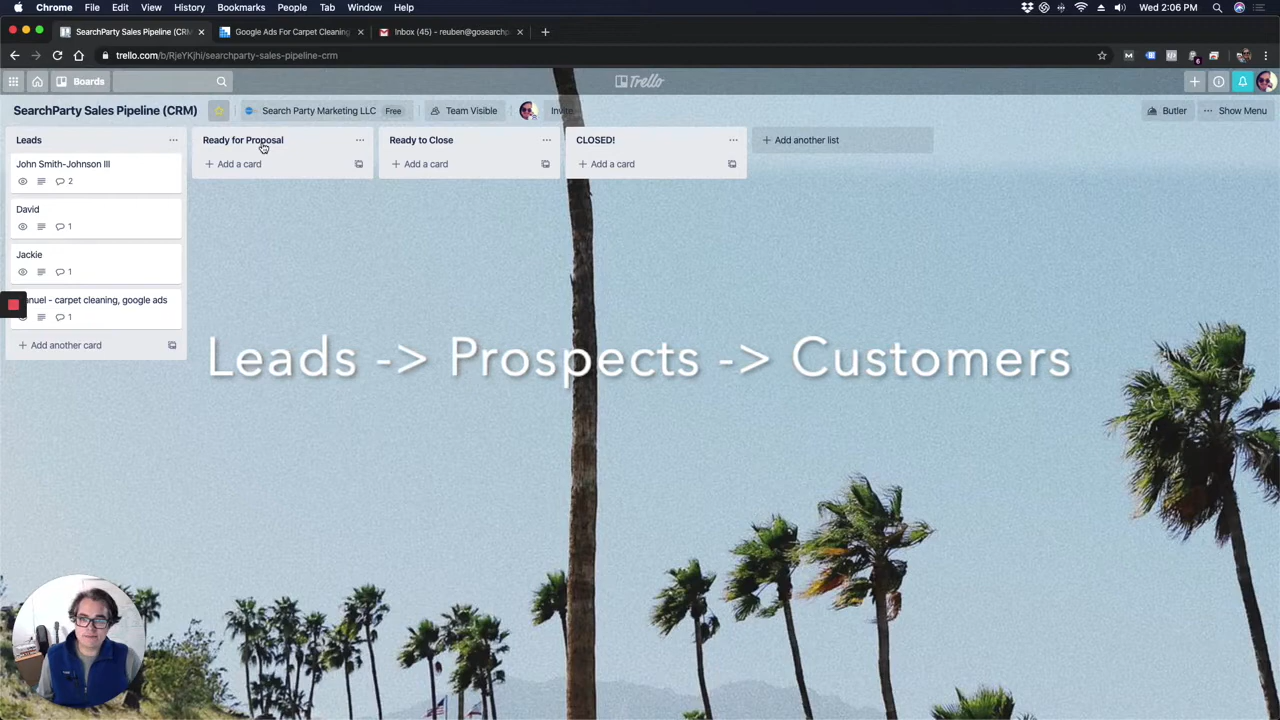 Chrome File Edit View History Bookmarks People Tab Window Help Wed 2:06 PM
SearchParty Sales Pipeline (CRM Google Ads For Carpet Cleaning Inbox (45) - reuben@gosearchp
trello.com/b/RjeYKjhi/searchparty-sales-pipeline-crm
Boards Trello
SearchParty Sales Pipeline (CRM) Search Party Marketing LLC Free Team Visible Invite Butler Show Menu
Leads Ready for Proposal Ready to Close CLOSED! Add another list
John Smith-Johnson III Add a card Add a card Add a card
2
David
1
Jackie
1
nuel - carpet cleaning, google ads
1
Add another card
Leads -> Prospects -> Customers